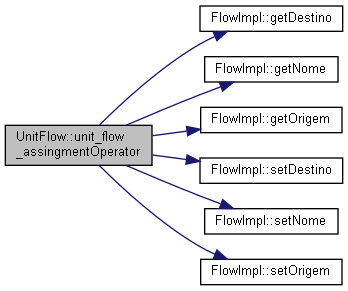 FlowImpl::getDestino
FlowImpl::getNome
UnitFlow::unit_flow
_assingmentOperator
FlowImpl::getOrigem
FlowImpl::setDestino
FlowImpl::setNome
FlowImpl::setOrigem